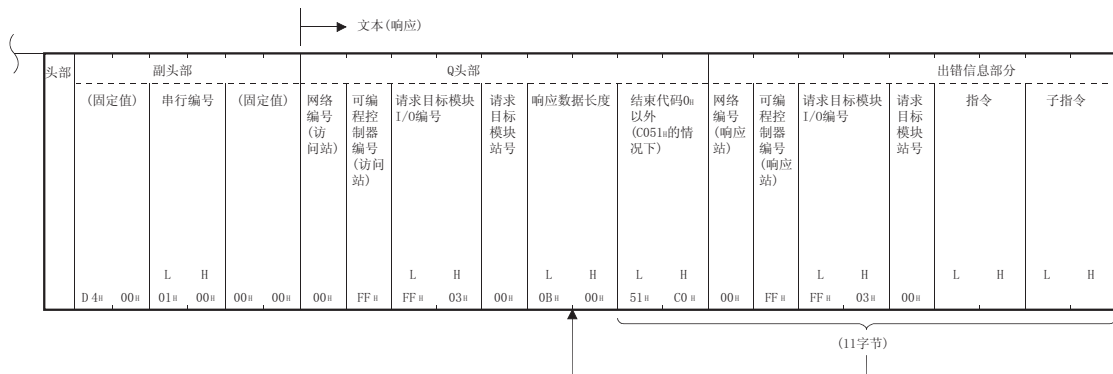 文本(响应)
头部 副头部 Q头部 出错信息部分
(固定值) 串行编号 (固定值) 网络编号(访问站) 可编程控制器编号(访问站) 请求目标模块I/O编号 请求目标模块站号 响应数据长度 结束代码0H以外(C051H的情况下) 网络编号(响应站) 可编程控制器编号(响应站) 请求目标模块I/O编号 请求目标模块站号 指令 子指令
L H L H L H L H L H L H L H
D4H 00H 01H 00H 00H 00H 00H FFH FFH 03H 00H 0BH 00H 51H C0H 00H FFH FFH 03H 00H
(11字节)